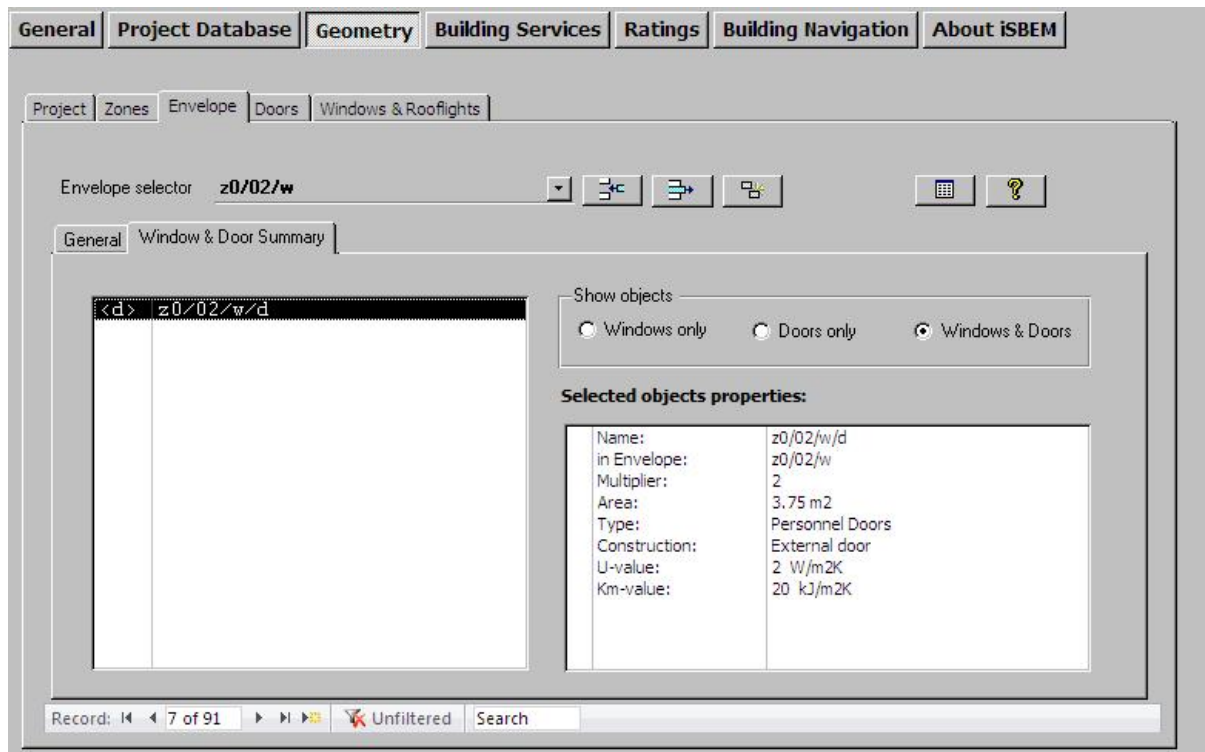 General Project Database Geometry Building Services Ratings Building Navigation About iSBEM
Project Zones Envelope Doors Windows & Rooflights
Envelope selector z0/02/w
General Window & Door Summary
<d> z0/02/w/d
Show objects
Windows only Doors only Windows & Doors
Selected objects properties:
Name: z0/02/w/d
in Envelope: z0/02/w
Multiplier: 2
Area: 3.75 m2
Type: Personnel Doors
Construction: External door
U-value: 2 W/m2K
Km-value: 20 kJ/m2K
Record: 7 of 91 Unfiltered Search